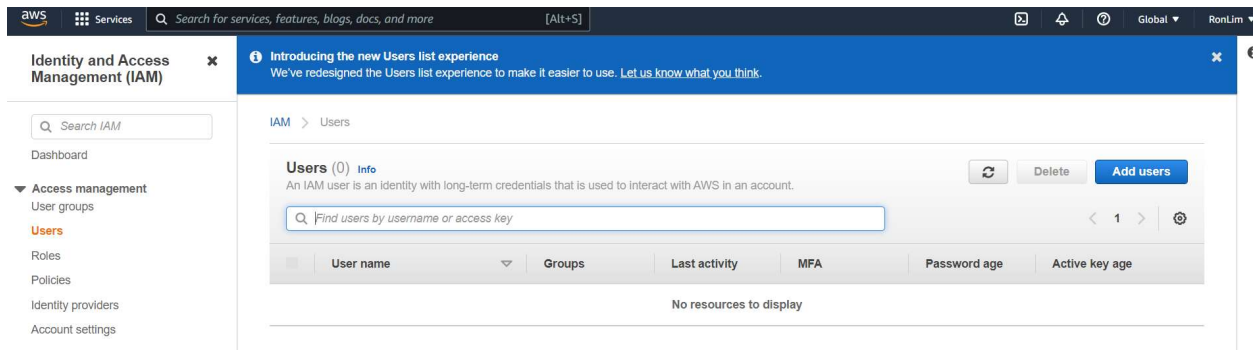 aws Services Search for services, features, blogs, docs, and more [Alt+S] Global RonLim
Identity and Access
Management (IAM)
Search IAM
Dashboard
Access management
User groups
Users
Roles
Policies
Identity providers
Account settings
Introducing the new Users list experience
We've redesigned the Users list experience to make it easier to use. Let us know what you think.
IAM > Users
Users (0) Info
An IAM user is an identity with long-term credentials that is used to interact with AWS in an account.
Delete Add users
Find users by username or access key
< 1 >
User name Groups Last activity MFA Password age Active key age
No resources to display